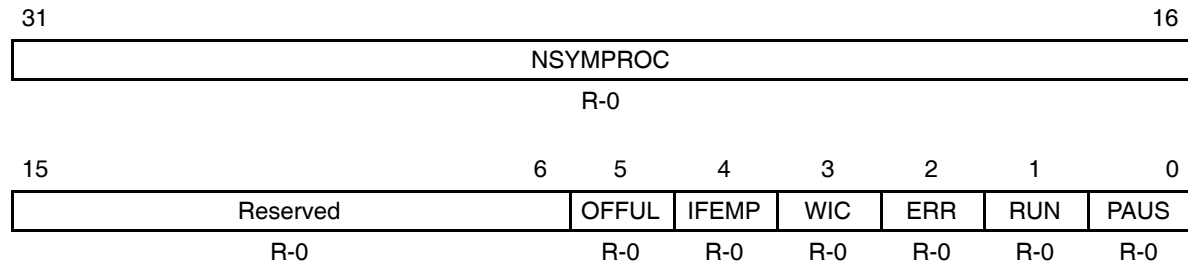 31 16
NSYMPROC
R-0
15 6 5 4 3 2 1 0
Reserved OFFUL IFEMP WIC ERR RUN PAUS
R-0 R-0 R-0 R-0 R-0 R-0 R-0